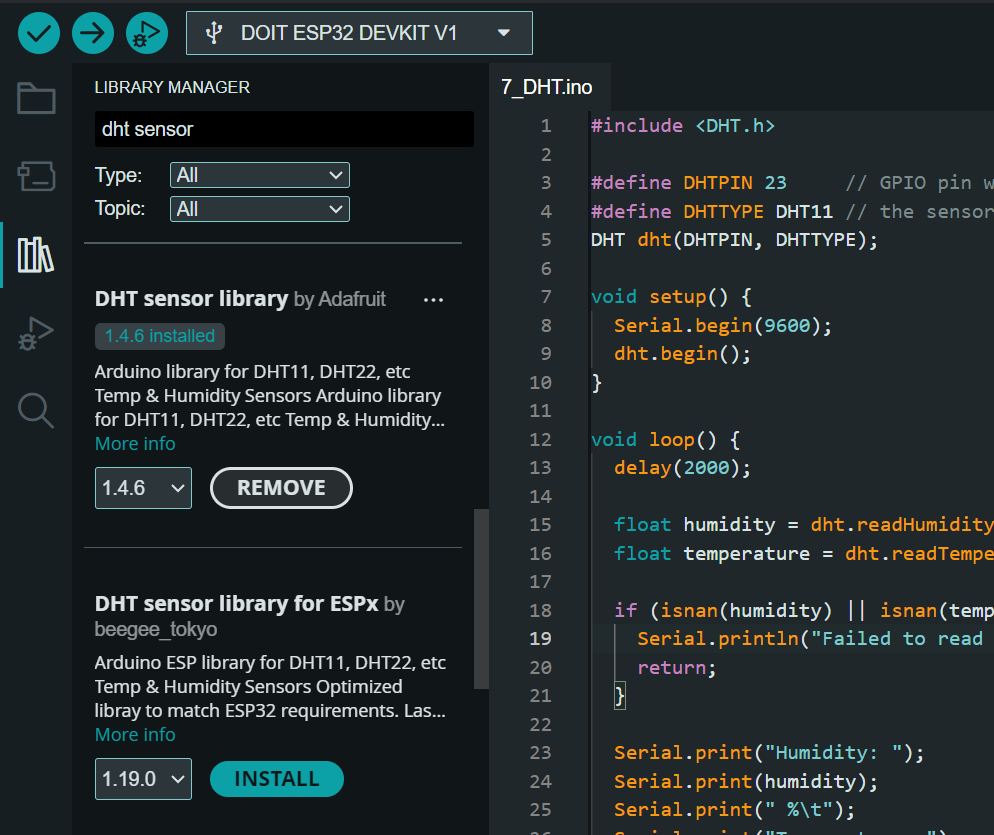 DOIT ESP32 DEVKIT V1
LIBRARY MANAGER
dht sensor
Type: All
Topic: All
DHT sensor library by Adafruit
1.4.6 installed
Arduino library for DHT11, DHT22, etc
Temp & Humidity Sensors Arduino library
for DHT11, DHT22, etc Temp & Humidity...
More info
1.4.6
REMOVE
DHT sensor library for ESPx by
beegee_tokyo
Arduino ESP library for DHT11, DHT22, etc
Temp & Humidity Sensors Optimized
libray to match ESP32 requirements. Las...
More info
1.19.0
INSTALL
7_DHT.ino
1 #include <DHT.h>
2
3 #define DHTPIN 23 // GPIO pin w
4 #define DHTTYPE DHT11 // the sensor
5 DHT dht(DHTPIN, DHTTYPE);
6
7 void setup() {
8 Serial.begin(9600);
9 dht.begin();
10 }
11
12 void loop() {
13 delay(2000);
14
15 float humidity = dht.readHumidity
16 float temperature = dht.readTempe
17
18 if (isnan(humidity) || isnan(temp
19 Serial.println("Failed to read
20 return;
21 }
22
23 Serial.print("Humidity: ");
24 Serial.print(humidity);
25 Serial.print(" %\t");